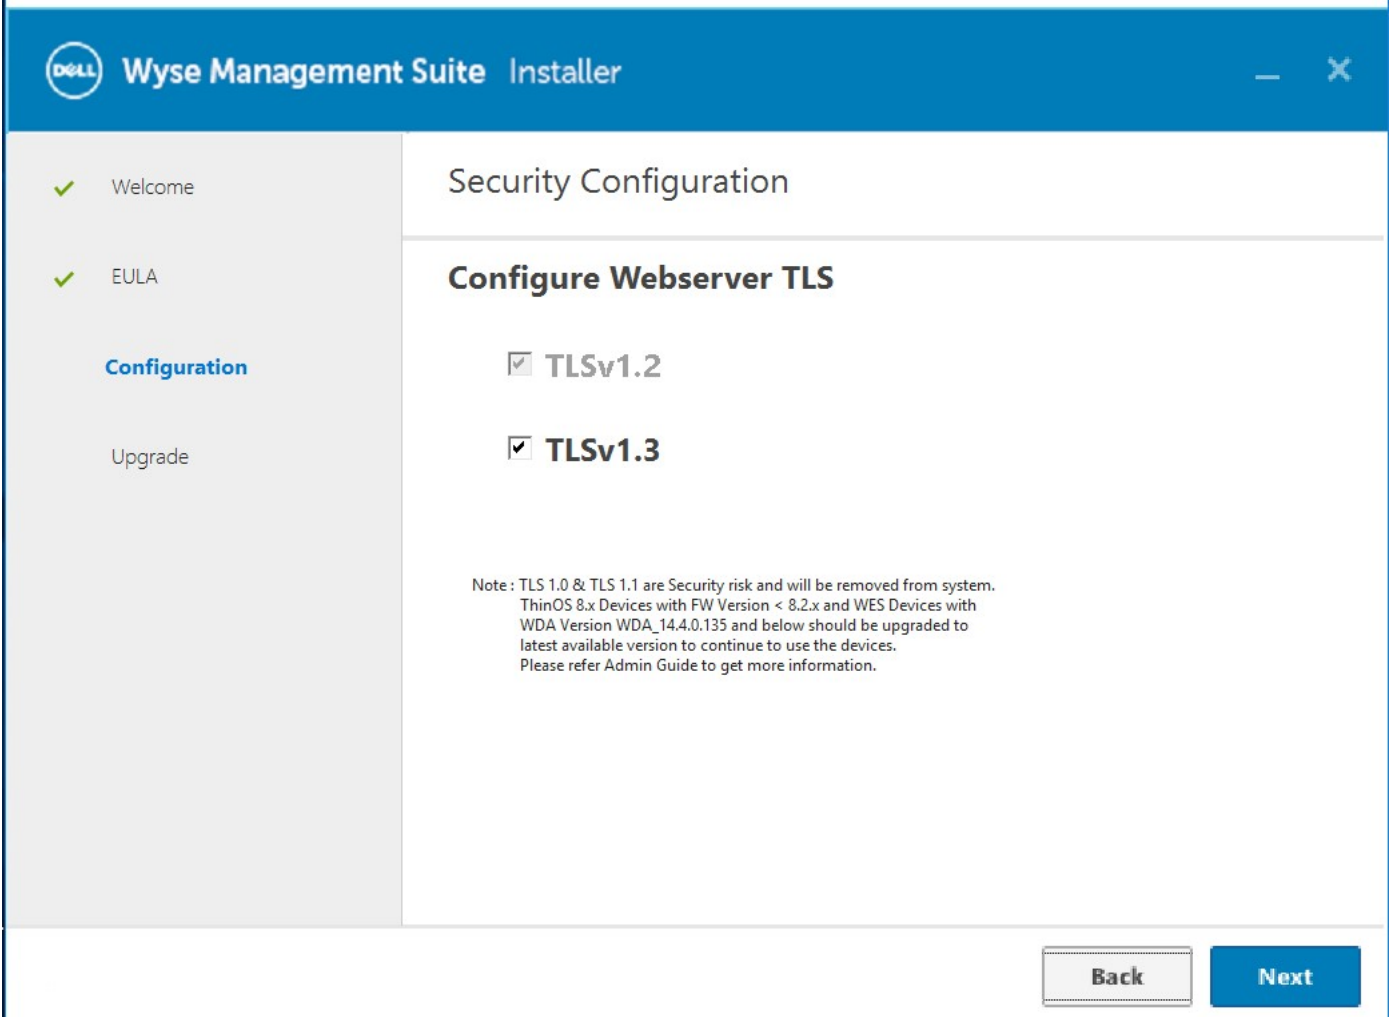 DELL Wyse Management Suite Installer
Welcome
EULA
Configuration
Upgrade
Security Configuration
Configure Webserver TLS
TLSv1.2
TLSv1.3
Note : TLS 1.0 & TLS 1.1 are Security risk and will be removed from system.
ThinOS 8.x Devices with FW Version < 8.2.x and WES Devices with
WDA Version WDA_14.4.0.135 and below should be upgraded to
latest available version to continue to use the devices.
Please refer Admin Guide to get more information.
Back Next